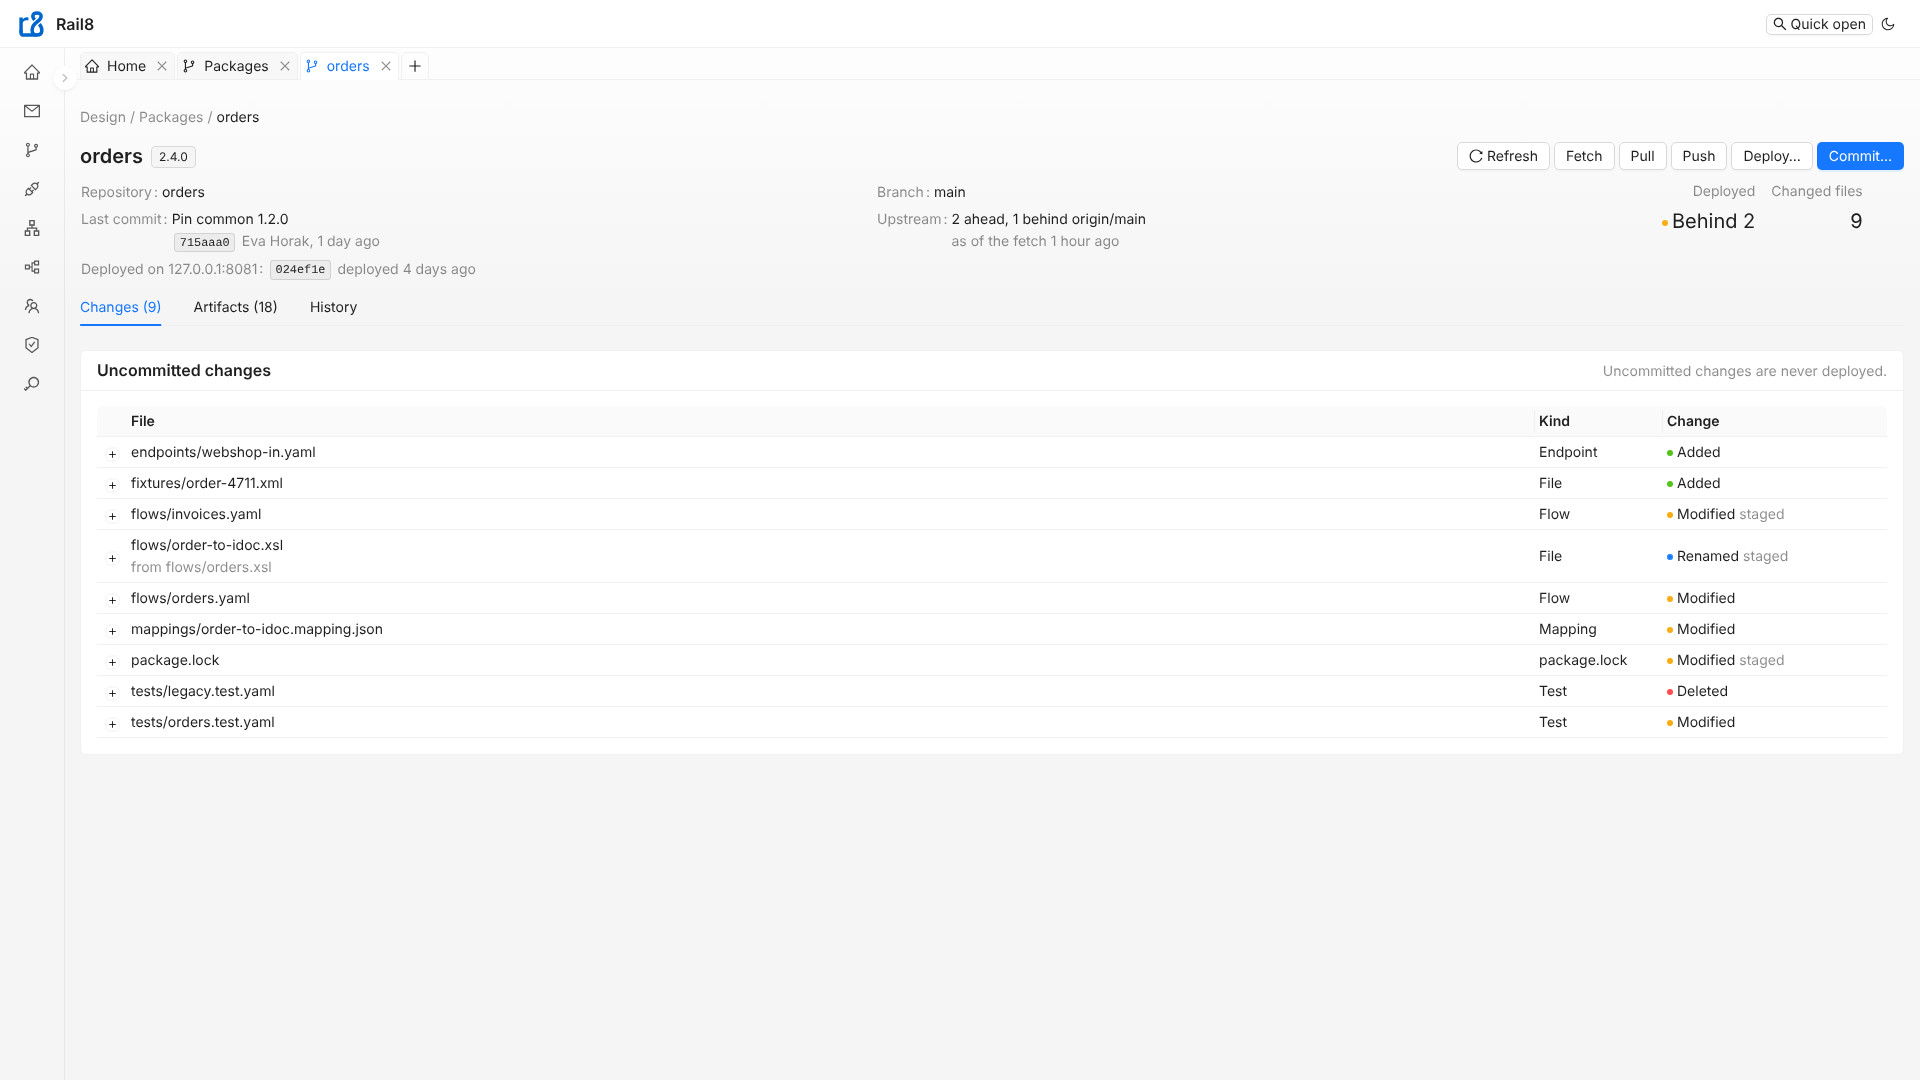 Rail8
Quick open
Home
Packages
orders
Design / Packages / orders
orders 2.4.0
Refresh
Fetch
Pull
Push
Deploy...
Commit...
Repository: orders
Branch: main
Deployed
Behind 2
Changed files
9
Last commit: Pin common 1.2.0
715aaa0 Eva Horak, 1 day ago
Upstream: 2 ahead, 1 behind origin/main
as of the fetch 1 hour ago
Deployed on 127.0.0.1:8081: 024ef1e deployed 4 days ago
Changes (9)
Artifacts (18)
History
Uncommitted changes
Uncommitted changes are never deployed.
File Kind Change
endpoints/webshop-in.yaml Endpoint Added
fixtures/order-4711.xml File Added
flows/invoices.yaml Flow Modified staged
flows/order-to-idoc.xsl
from flows/orders.xsl
File Renamed staged
flows/orders.yaml Flow Modified
mappings/order-to-idoc.mapping.json Mapping Modified
package.lock package.lock Modified staged
tests/legacy.test.yaml Test Deleted
tests/orders.test.yaml Test Modified